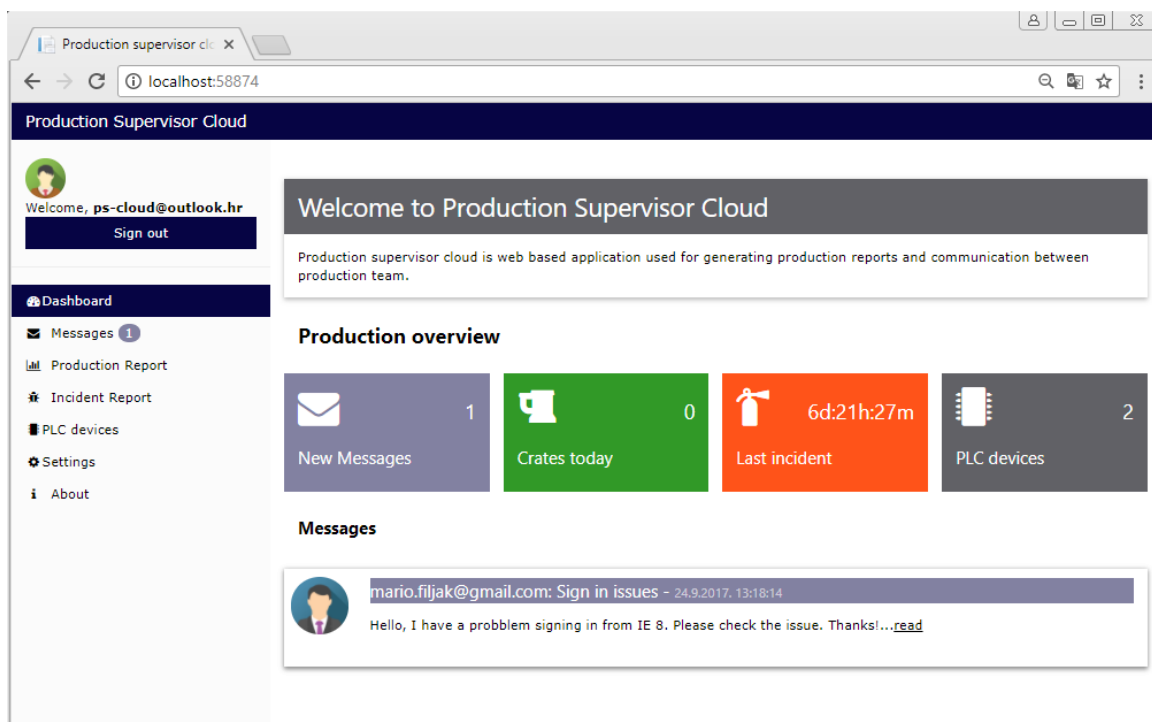 Production supervisor clo
localhost:58874
Production Supervisor Cloud
Welcome, ps-cloud@outlook.hr
Sign out
Dashboard
Messages 1
Production Report
Incident Report
PLC devices
Settings
About
Welcome to Production Supervisor Cloud
Production supervisor cloud is web based application used for generating production reports and communication between
production team.
Production overview
1
New Messages
0
Crates today
6d:21h:27m
Last incident
2
PLC devices
Messages
mario.filjak@gmail.com: Sign in issues - 24.9.2017. 13:18:14
Hello, I have a probblem signing in from IE 8. Please check the issue. Thanks!...read